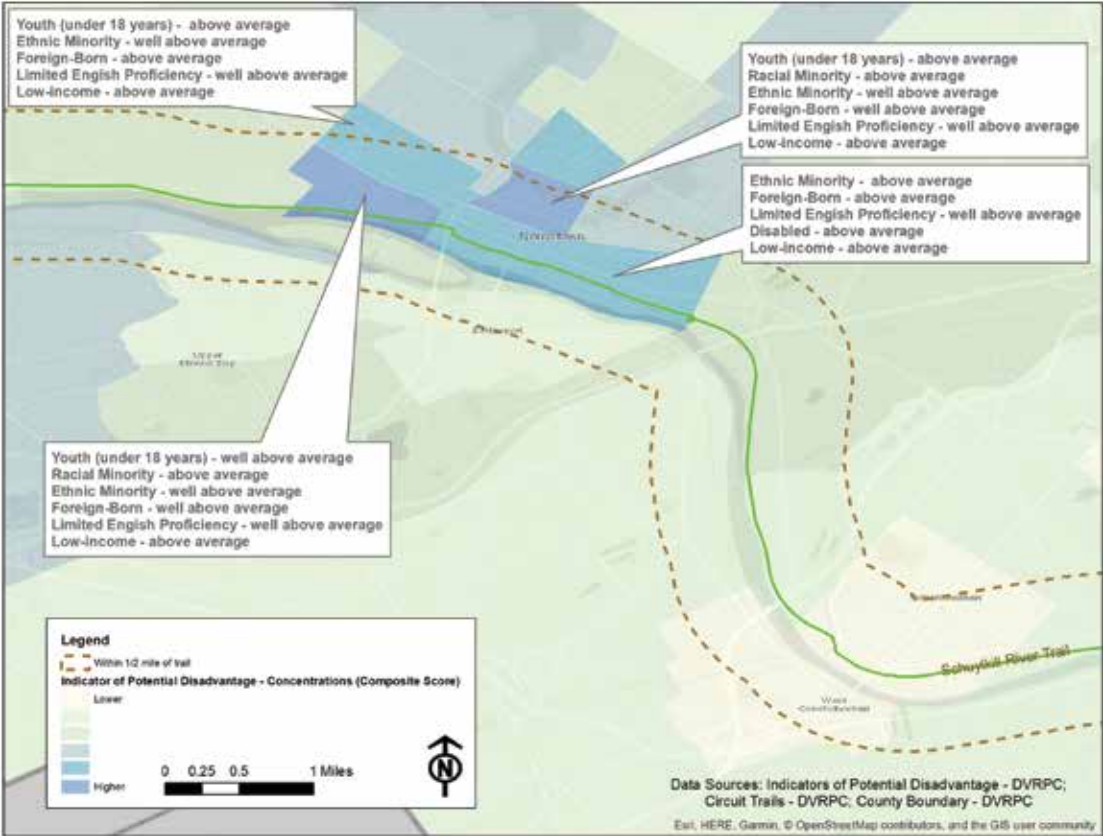 Youth (under 18 years) - above average
Ethnic Minority - well above average
Foreign-Born - above average
Limited Engish Proficiency - well above average
Low-income - above average
Youth (under 18 years) - above average
Racial Minority - above average
Ethnic Minority - well above average
Foreign-Born - well above average
Limited Engish Proficiency - well above average
Low-income - above average
Ethnic Minority - above average
Foreign-Born - above average
Limited Engish Proficiency - well above average
Disabled - above average
Low-income - above average
Norristown
Upper
Merion Twp
Youth (under 18 years) - well above average
Racial Minority - above average
Ethnic Minority - well above average
Foreign-Born - well above average
Limited Engish Proficiency - well above average
Low-income - above average
Schuylkill River Trail
West
Conshohocken
Legend
Within 1/2 mile of trail
Indicator of Potential Disadvantage - Concentrations (Composite Score)
Lower
Higher
0 0.25 0.5 1 Miles
N
Data Sources: Indicators of Potential Disadvantage - DVRPC;
Circuit Trails - DVRPC; County Boundary - DVRPC
Esri, HERE, Garmin, © OpenStreetMap contributors, and the GIS user community